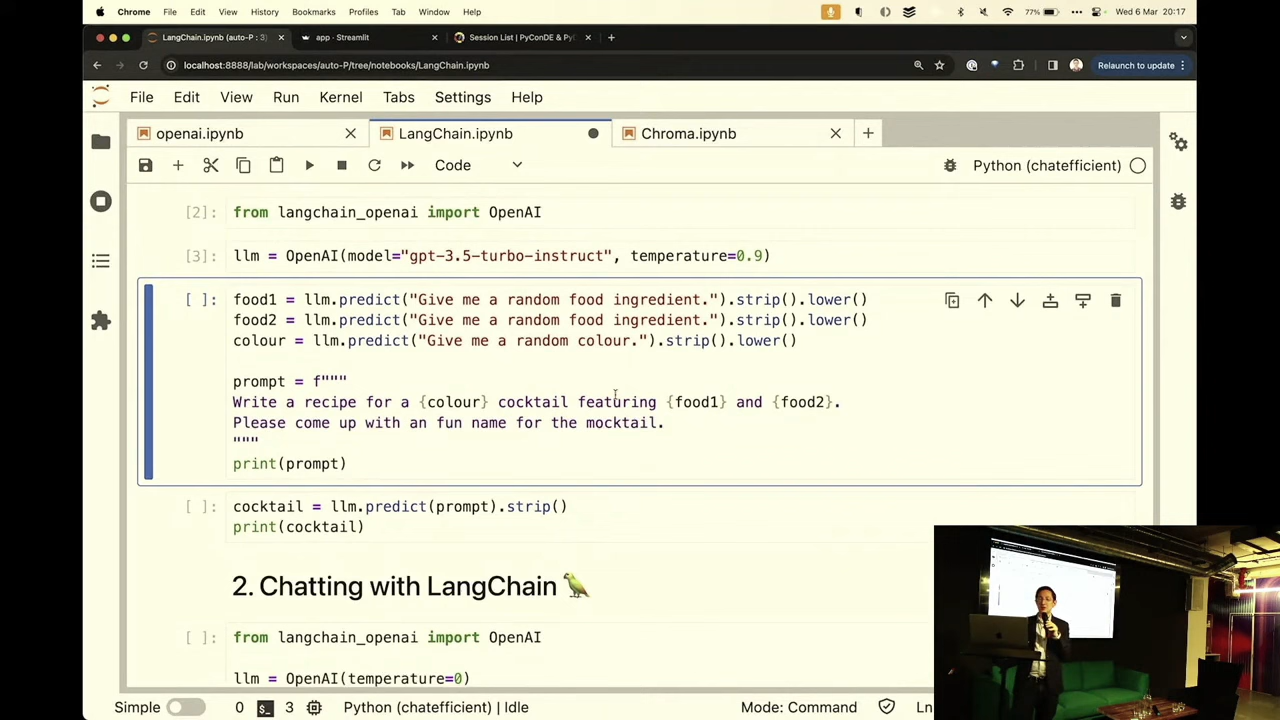 Chrome File Edit View History Bookmarks Profiles Tab Window Help 77% Wed 6 Mar 20:17
LangChain.ipynb (auto-P : 3) app · Streamlit Session List | PyConDE & Py
localhost:8888/lab/workspaces/auto-P/tree/notebooks/LangChain.ipynb Relaunch to update
File Edit View Run Kernel Tabs Settings Help
openai.ipynb LangChain.ipynb Chroma.ipynb
Code Python (chatefficient)
[2]: from langchain_openai import OpenAI
[3]: llm = OpenAI(model="gpt-3.5-turbo-instruct", temperature=0.9)
[ ]: food1 = llm.predict("Give me a random food ingredient.").strip().lower()
food2 = llm.predict("Give me a random food ingredient.").strip().lower()
colour = llm.predict("Give me a random colour.").strip().lower()
prompt = f"""
Write a recipe for a {colour} cocktail featuring {food1} and {food2}.
Please come up with an fun name for the mocktail.
"""
print(prompt)
[ ]: cocktail = llm.predict(prompt).strip()
print(cocktail)
2. Chatting with LangChain 🦜
[ ]: from langchain_openai import OpenAI
llm = OpenAI(temperature=0)
Simple 0 3 Python (chatefficient) | Idle Mode: Command Ln